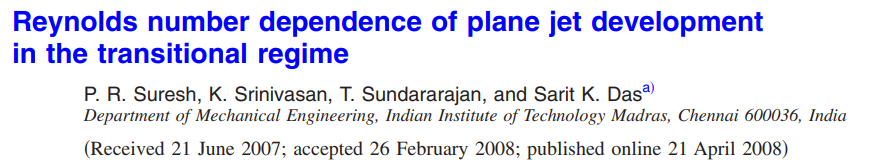 Reynolds number dependence of plane jet development
in the transitional regime
P. R. Suresh, K. Srinivasan, T. Sundararajan, and Sarit K. Das^a)
Department of Mechanical Engineering, Indian Institute of Technology Madras, Chennai 600036, India
(Received 21 June 2007; accepted 26 February 2008; published online 21 April 2008)